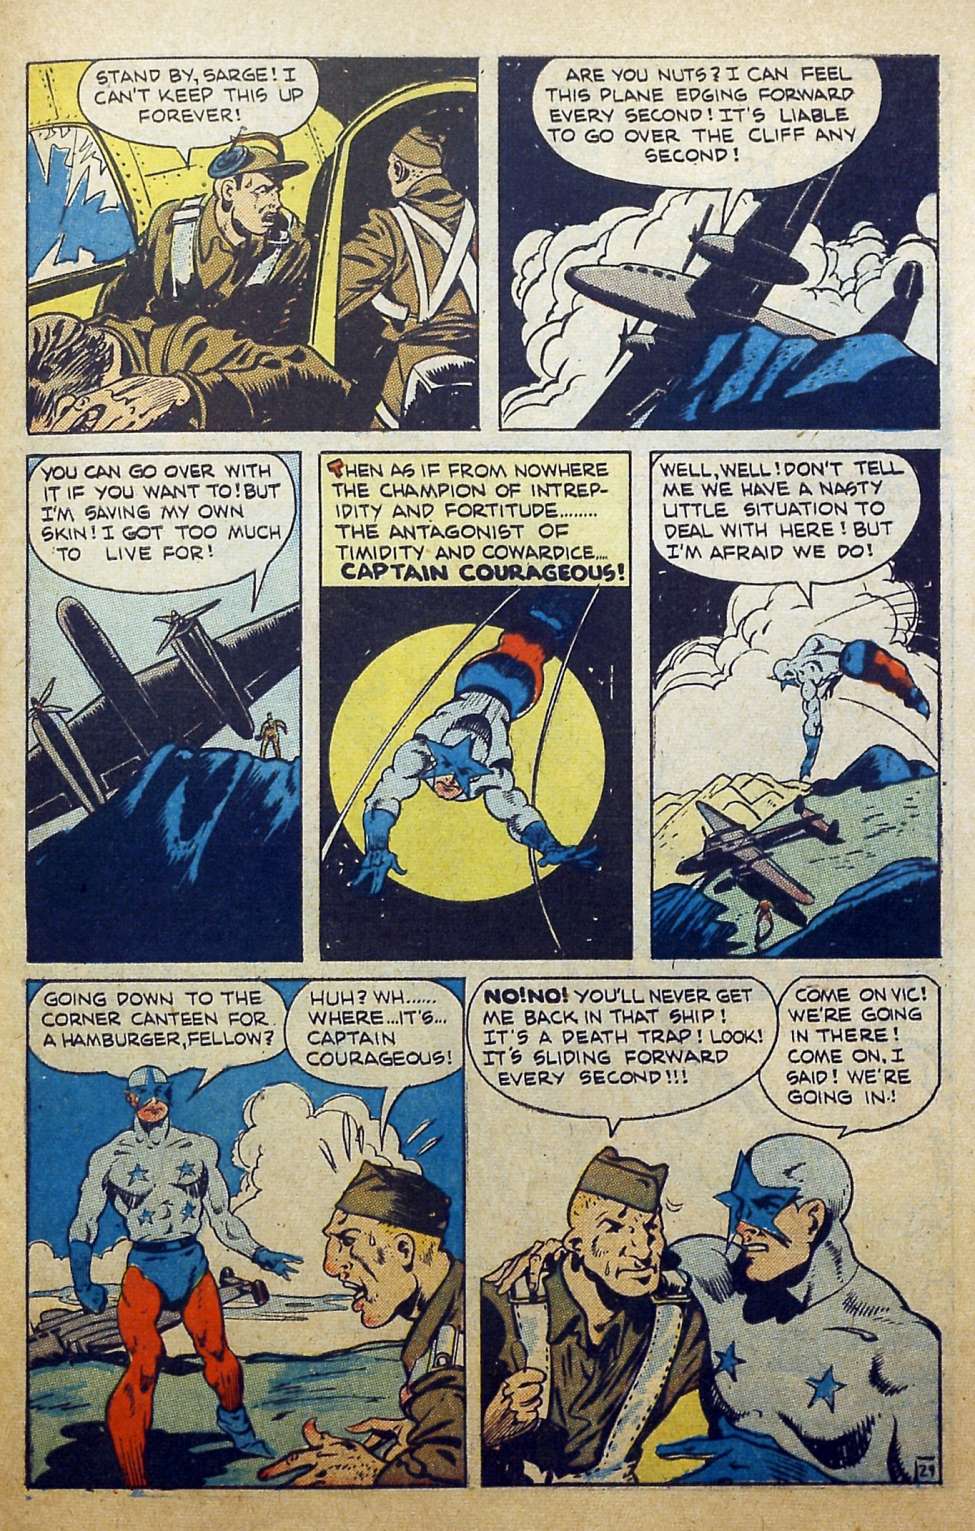 STAND BY, SARGE! I
CAN'T KEEP THIS UP
FOREVER!
ARE YOU NUTS? I CAN FEEL
THIS PLANE EDGING FORWARD
EVERY SECOND! IT'S LIABLE
TO GO OVER THE CLIFF ANY
SECOND!
YOU CAN GO OVER WITH
IT IF YOU WANT TO! BUT
I'M SAVING MY OWN
SKIN! I GOT TOO MUCH
TO LIVE FOR!
THEN AS IF FROM NOWHERE
THE CHAMPION OF INTREP-
IDITY AND FORTITUDE........
THE ANTAGONIST OF
TIMIDITY AND COWARDICE....
CAPTAIN COURAGEOUS!
WELL, WELL! DON'T TELL
ME WE HAVE A NASTY
LITTLE SITUATION TO
DEAL WITH HERE! BUT
I'M AFRAID WE DO!
GOING DOWN TO THE
CORNER CANTEEN FOR
A HAMBURGER, FELLOW?
HUH? WH......
WHERE...IT'S...
CAPTAIN
COURAGEOUS!
NO! NO! YOU'LL NEVER GET
ME BACK IN THAT SHIP!
IT'S A DEATH TRAP! LOOK!
IT'S SLIDING FORWARD
EVERY SECOND!!!
COME ON VIC!
WE'RE GOING
IN THERE!
COME ON, I
SAID! WE'RE
GOING IN!
29